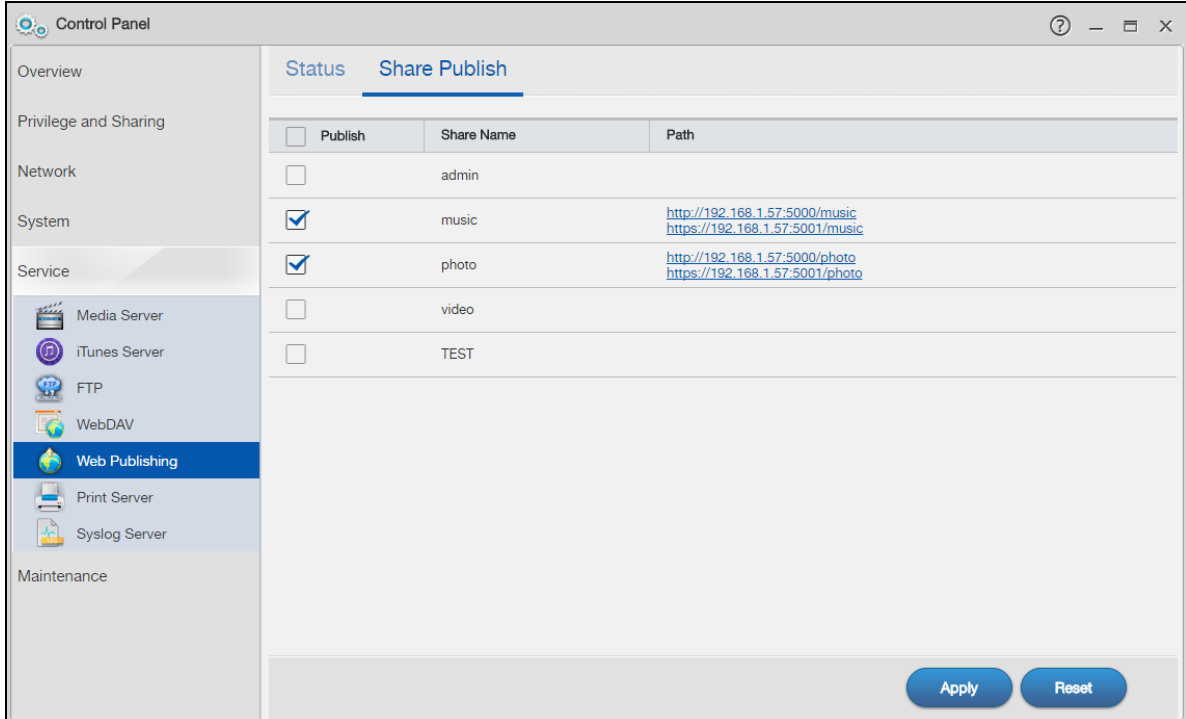 Control Panel
Overview
Privilege and Sharing
Network
System
Service
Media Server
iTunes Server
FTP
WebDAV
Web Publishing
Print Server
Syslog Server
Maintenance
Status Share Publish
Publish Share Name Path
admin
music http://192.168.1.57:5000/music
https://192.168.1.57:5001/music
photo http://192.168.1.57:5000/photo
https://192.168.1.57:5001/photo
video
TEST
Apply Reset